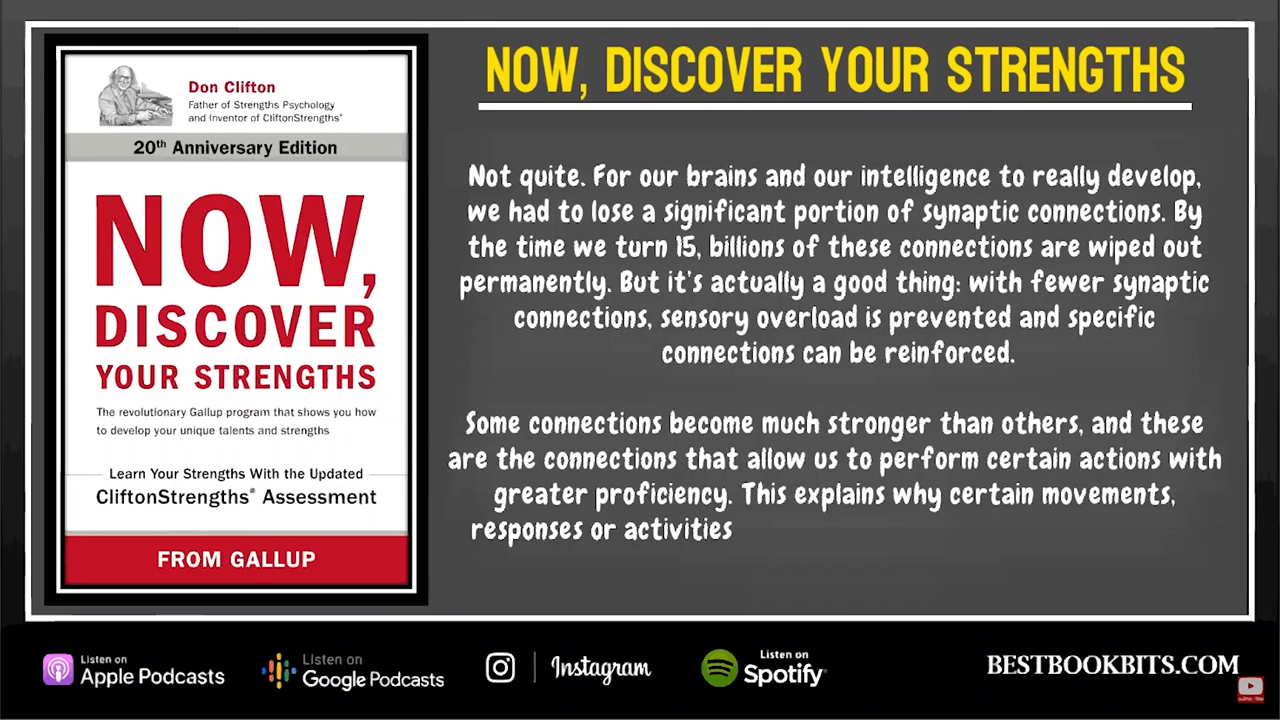 NOW, DISCOVER YOUR STRENGTHS
Don Clifton
Father of Strengths Psychology
and Inventor of CliftonStrengths®
20th Anniversary Edition
NOW,
DISCOVER
YOUR STRENGTHS
The revolutionary Gallup program that shows you how
to develop your unique talents and strengths
Learn Your Strengths With the Updated
CliftonStrengths® Assessment
FROM GALLUP
Not quite. For our brains and our intelligence to really develop,
we had to lose a significant portion of synaptic connections. By
the time we turn 15, billions of these connections are wiped out
permanently. But it's actually a good thing: with fewer synaptic
connections, sensory overload is prevented and specific
connections can be reinforced.
Some connections become much stronger than others, and these
are the connections that allow us to perform certain actions with
greater proficiency. This explains why certain movements,
responses or activities
Listen on
Apple Podcasts
Listen on
Google Podcasts
Instagram
Listen on
Spotify
BESTBOOKBITS.COM